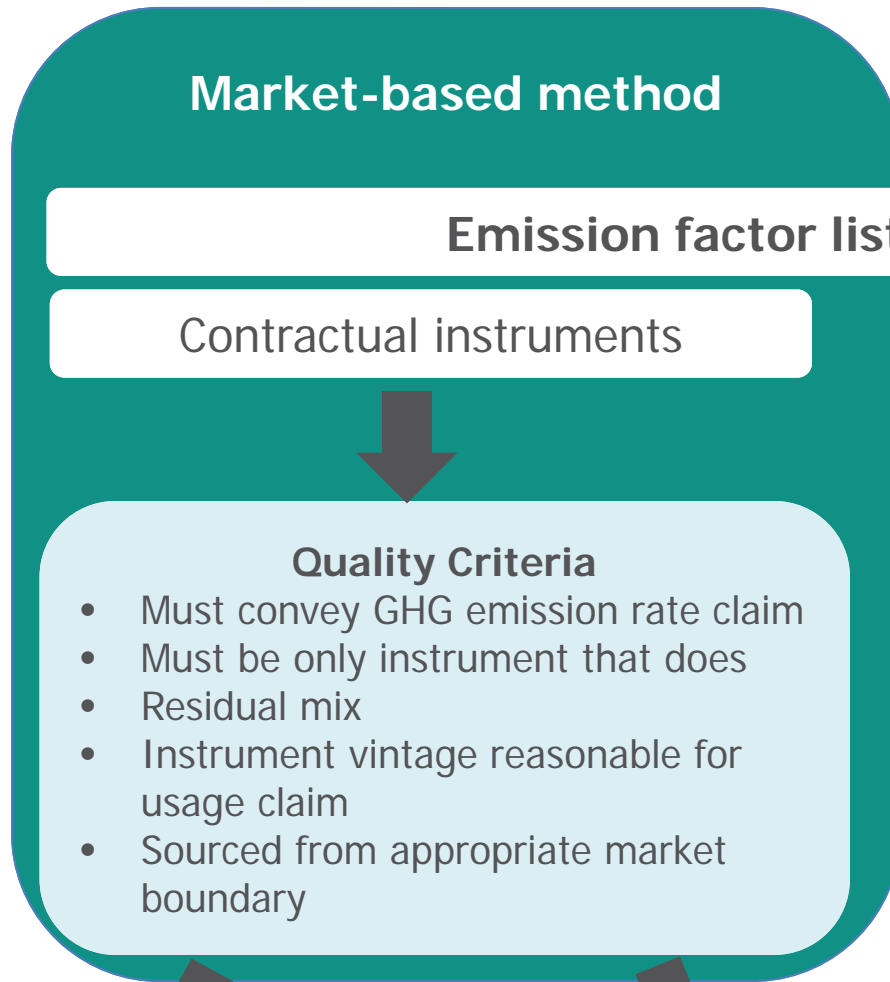 Market-based method
Emission factor list
Contractual instruments
Quality Criteria
• Must convey GHG emission rate claim
• Must be only instrument that does
• Residual mix
• Instrument vintage reasonable for
usage claim
• Sourced from appropriate market
boundary